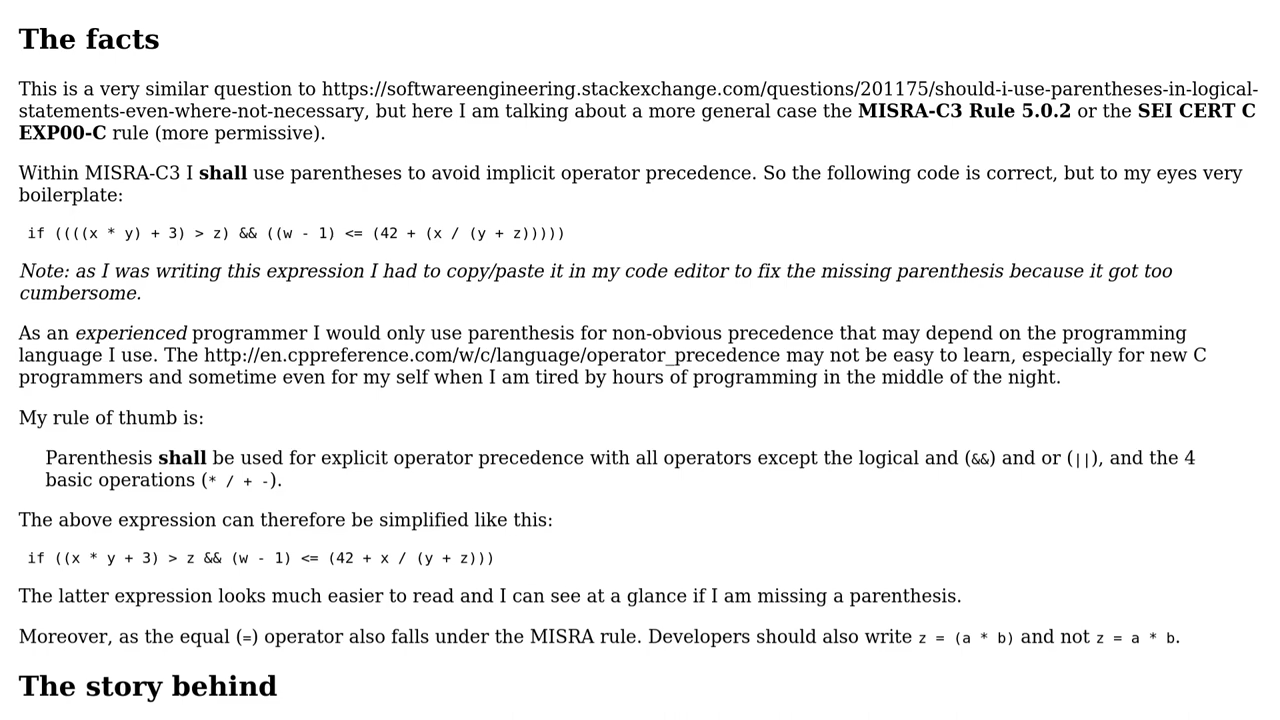 The facts
This is a very similar question to https://softwareengineering.stackexchange.com/questions/201175/should-i-use-parentheses-in-logical-
statements-even-where-not-necessary, but here I am talking about a more general case the MISRA-C3 Rule 5.0.2 or the SEI CERT C
EXP00-C rule (more permissive).
Within MISRA-C3 I shall use parentheses to avoid implicit operator precedence. So the following code is correct, but to my eyes very
boilerplate:
if ((((x * y) + 3) > z) && ((w - 1) <= (42 + (x / (y + z)))))
Note: as I was writing this expression I had to copy/paste it in my code editor to fix the missing parenthesis because it got too
cumbersome.
As an experienced programmer I would only use parenthesis for non-obvious precedence that may depend on the programming
language I use. The http://en.cppreference.com/w/c/language/operator_precedence may not be easy to learn, especially for new C
programmers and sometime even for my self when I am tired by hours of programming in the middle of the night.
My rule of thumb is:
Parenthesis shall be used for explicit operator precedence with all operators except the logical and (&&) and or (||), and the 4
basic operations (* / + -).
The above expression can therefore be simplified like this:
if ((x * y + 3) > z && (w - 1) <= (42 + x / (y + z)))
The latter expression looks much easier to read and I can see at a glance if I am missing a parenthesis.
Moreover, as the equal (=) operator also falls under the MISRA rule. Developers should also write z = (a * b) and not z = a * b.
The story behind